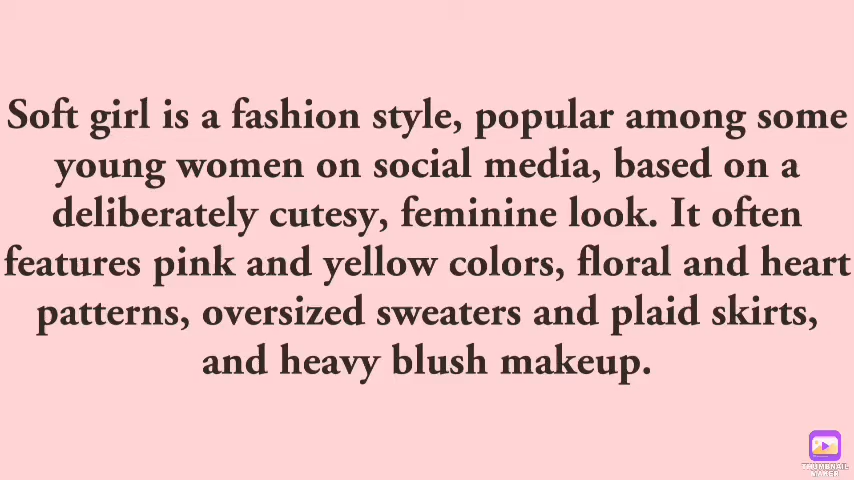 Soft girl is a fashion style, popular among some
young women on social media, based on a
deliberately cutesy, feminine look. It often
features pink and yellow colors, floral and heart
patterns, oversized sweaters and plaid skirts,
and heavy blush makeup.
THUMBNAIL
MAKER